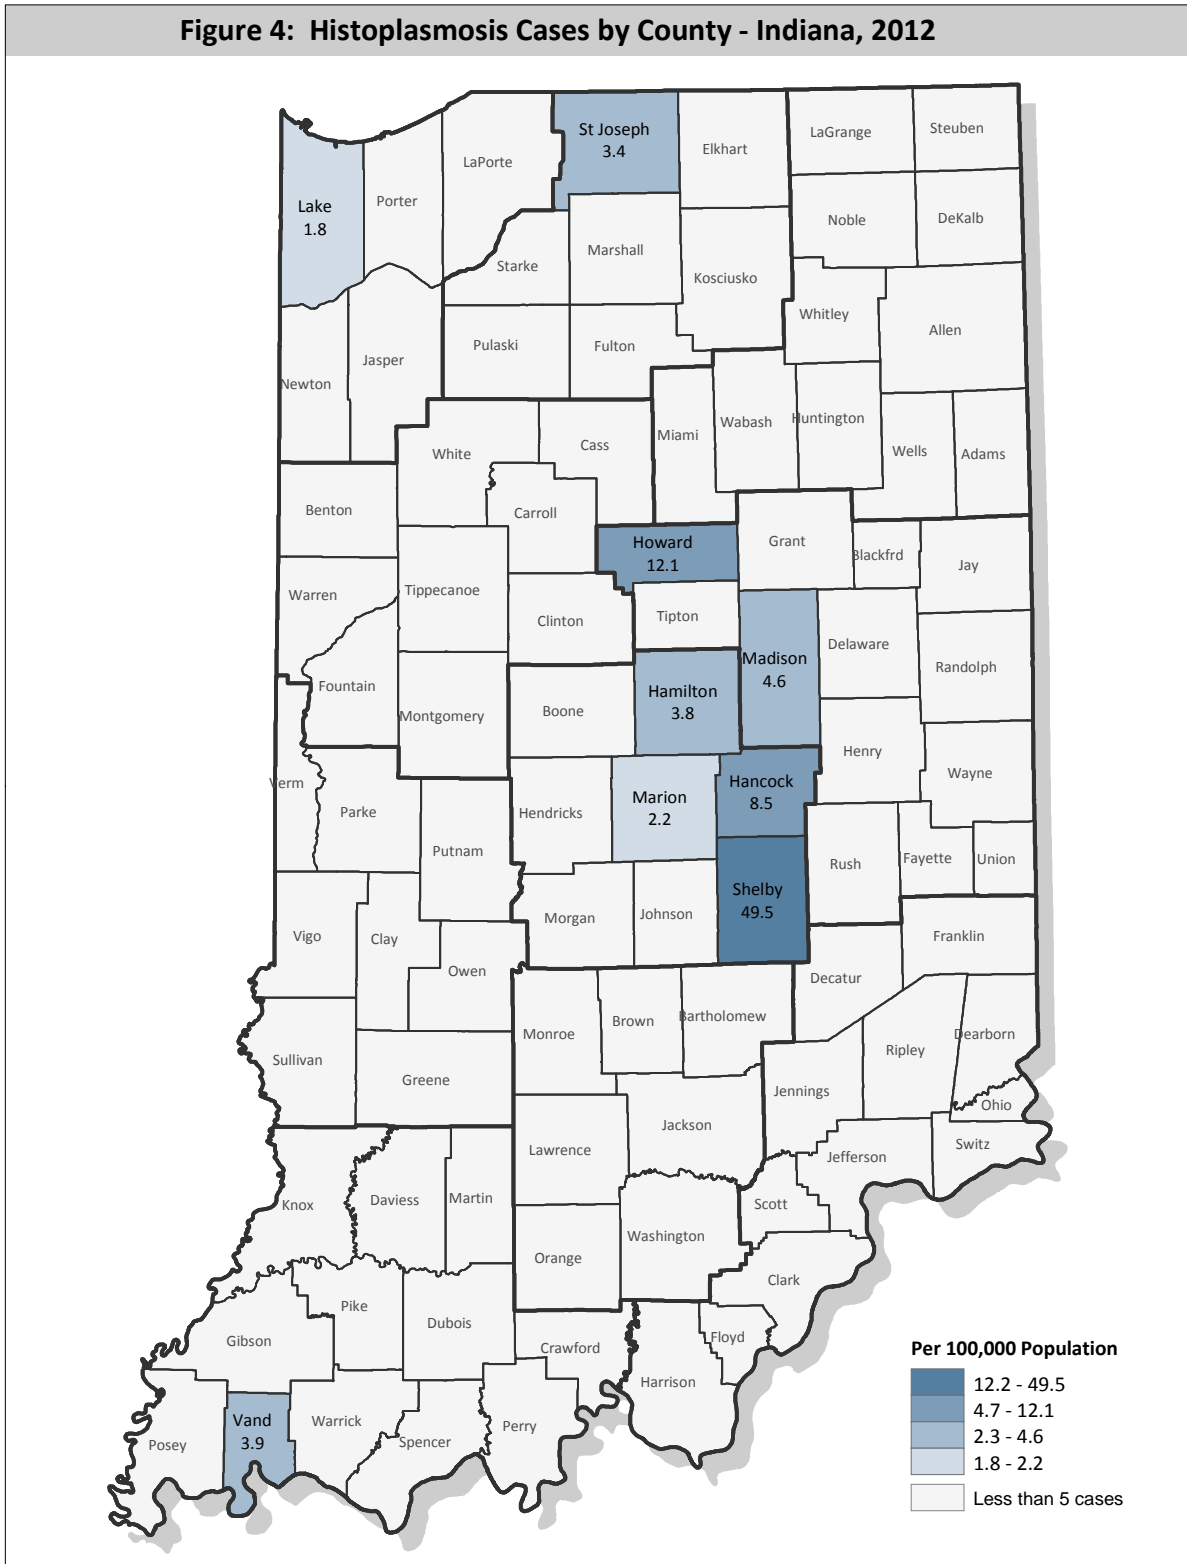 Figure 4: Histoplasmosis Cases by County - Indiana, 2012
St Joseph
3.4
Elkhart
LaGrange
Steuben
LaPorte
Lake
1.8
Porter
Noble
DeKalb
Starke
Marshall
Kosciusko
Whitley
Allen
Newton
Jasper
Pulaski
Fulton
White
Cass
Miami
Wabash
Huntington
Wells
Adams
Benton
Carroll
Howard
12.1
Grant
Blackfrd
Jay
Warren
Tippecanoe
Clinton
Tipton
Madison
4.6
Delaware
Randolph
Fountain
Montgomery
Boone
Hamilton
3.8
Henry
Wayne
Verm
Parke
Putnam
Hendricks
Marion
2.2
Hancock
8.5
Rush
Fayette
Union
Shelby
49.5
Vigo
Clay
Owen
Morgan
Johnson
Franklin
Decatur
Sullivan
Greene
Monroe
Brown
Bartholomew
Ripley
Dearborn
Jennings
Ohio
Lawrence
Jackson
Jefferson
Switz
Knox
Daviess
Martin
Scott
Orange
Washington
Clark
Gibson
Pike
Dubois
Crawford
Floyd
Harrison
Posey
Vand
3.9
Warrick
Spencer
Perry
Per 100,000 Population
12.2 - 49.5
4.7 - 12.1
2.3 - 4.6
1.8 - 2.2
Less than 5 cases